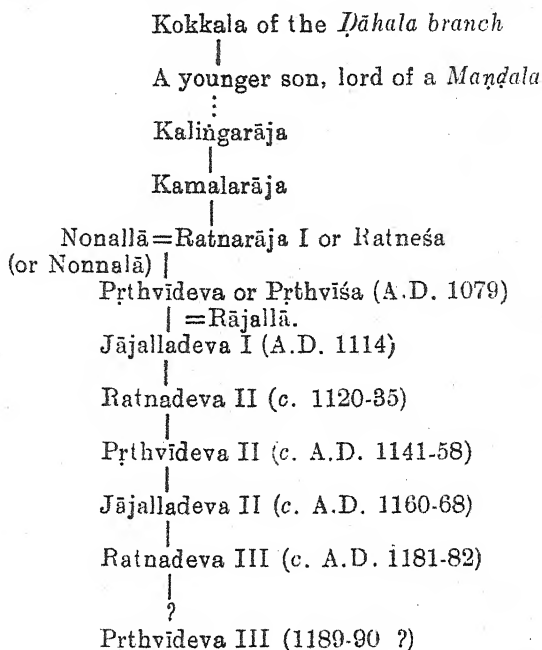 Kokkala of the Ḍāhala branch
A younger son, lord of a Maṇḍala
Kaliṅgarāja
Kamalarāja
Nonallā=Ratnarāja I or Ratneśa
(or Nonnalā)
Pṛthvīdeva or Pṛthvīśa (A.D. 1079)
=Rājallā.
Jājalladeva I (A.D. 1114)
Ratnadeva II (c. 1120-35)
Pṛthvīdeva II (c. A.D. 1141-58)
Jājalladeva II (c. A.D. 1160-68)
Ratnadeva III (c. A.D. 1181-82)
?
Prthvīdeva III (1189-90 ?)